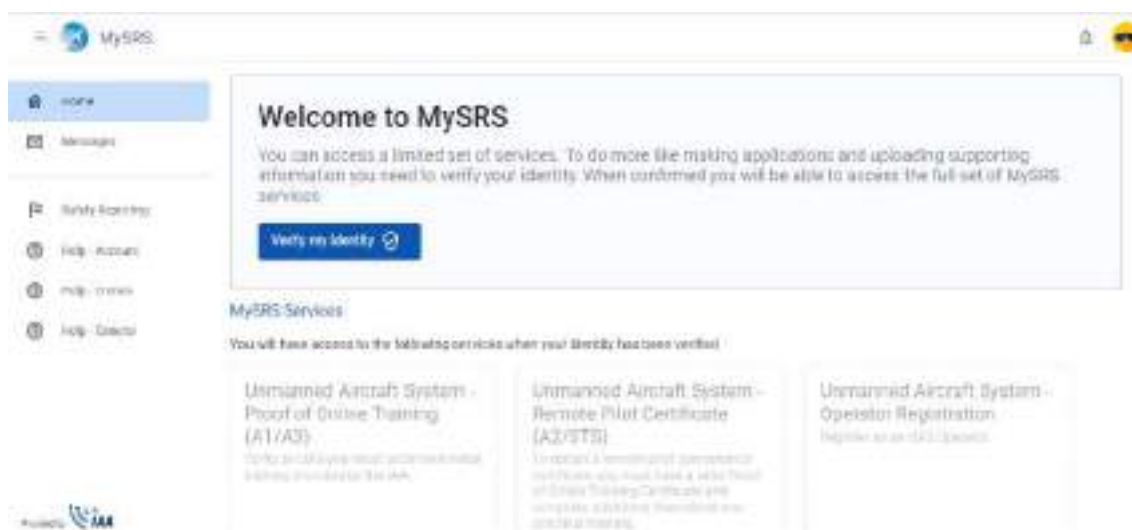 MySRS
Home
Messages
Safety Reporting
Help - Account
Help - Drones
Help - General
Welcome to MySRS
You can access a limited set of services. To do more like making applications and uploading supporting
information you need to verify your identity. When confirmed you will be able to access the full set of MySRS
services
Verify my Identity
MySRS Services
You will have access to the following services when your identity has been verified
Unmanned Aircraft System -
Proof of Online Training
(A1/A3)
Unmanned Aircraft System -
Remote Pilot Certificate
(A2/STS)
Unmanned Aircraft System -
Operator Registration
Register as an UAS Operator
IAA